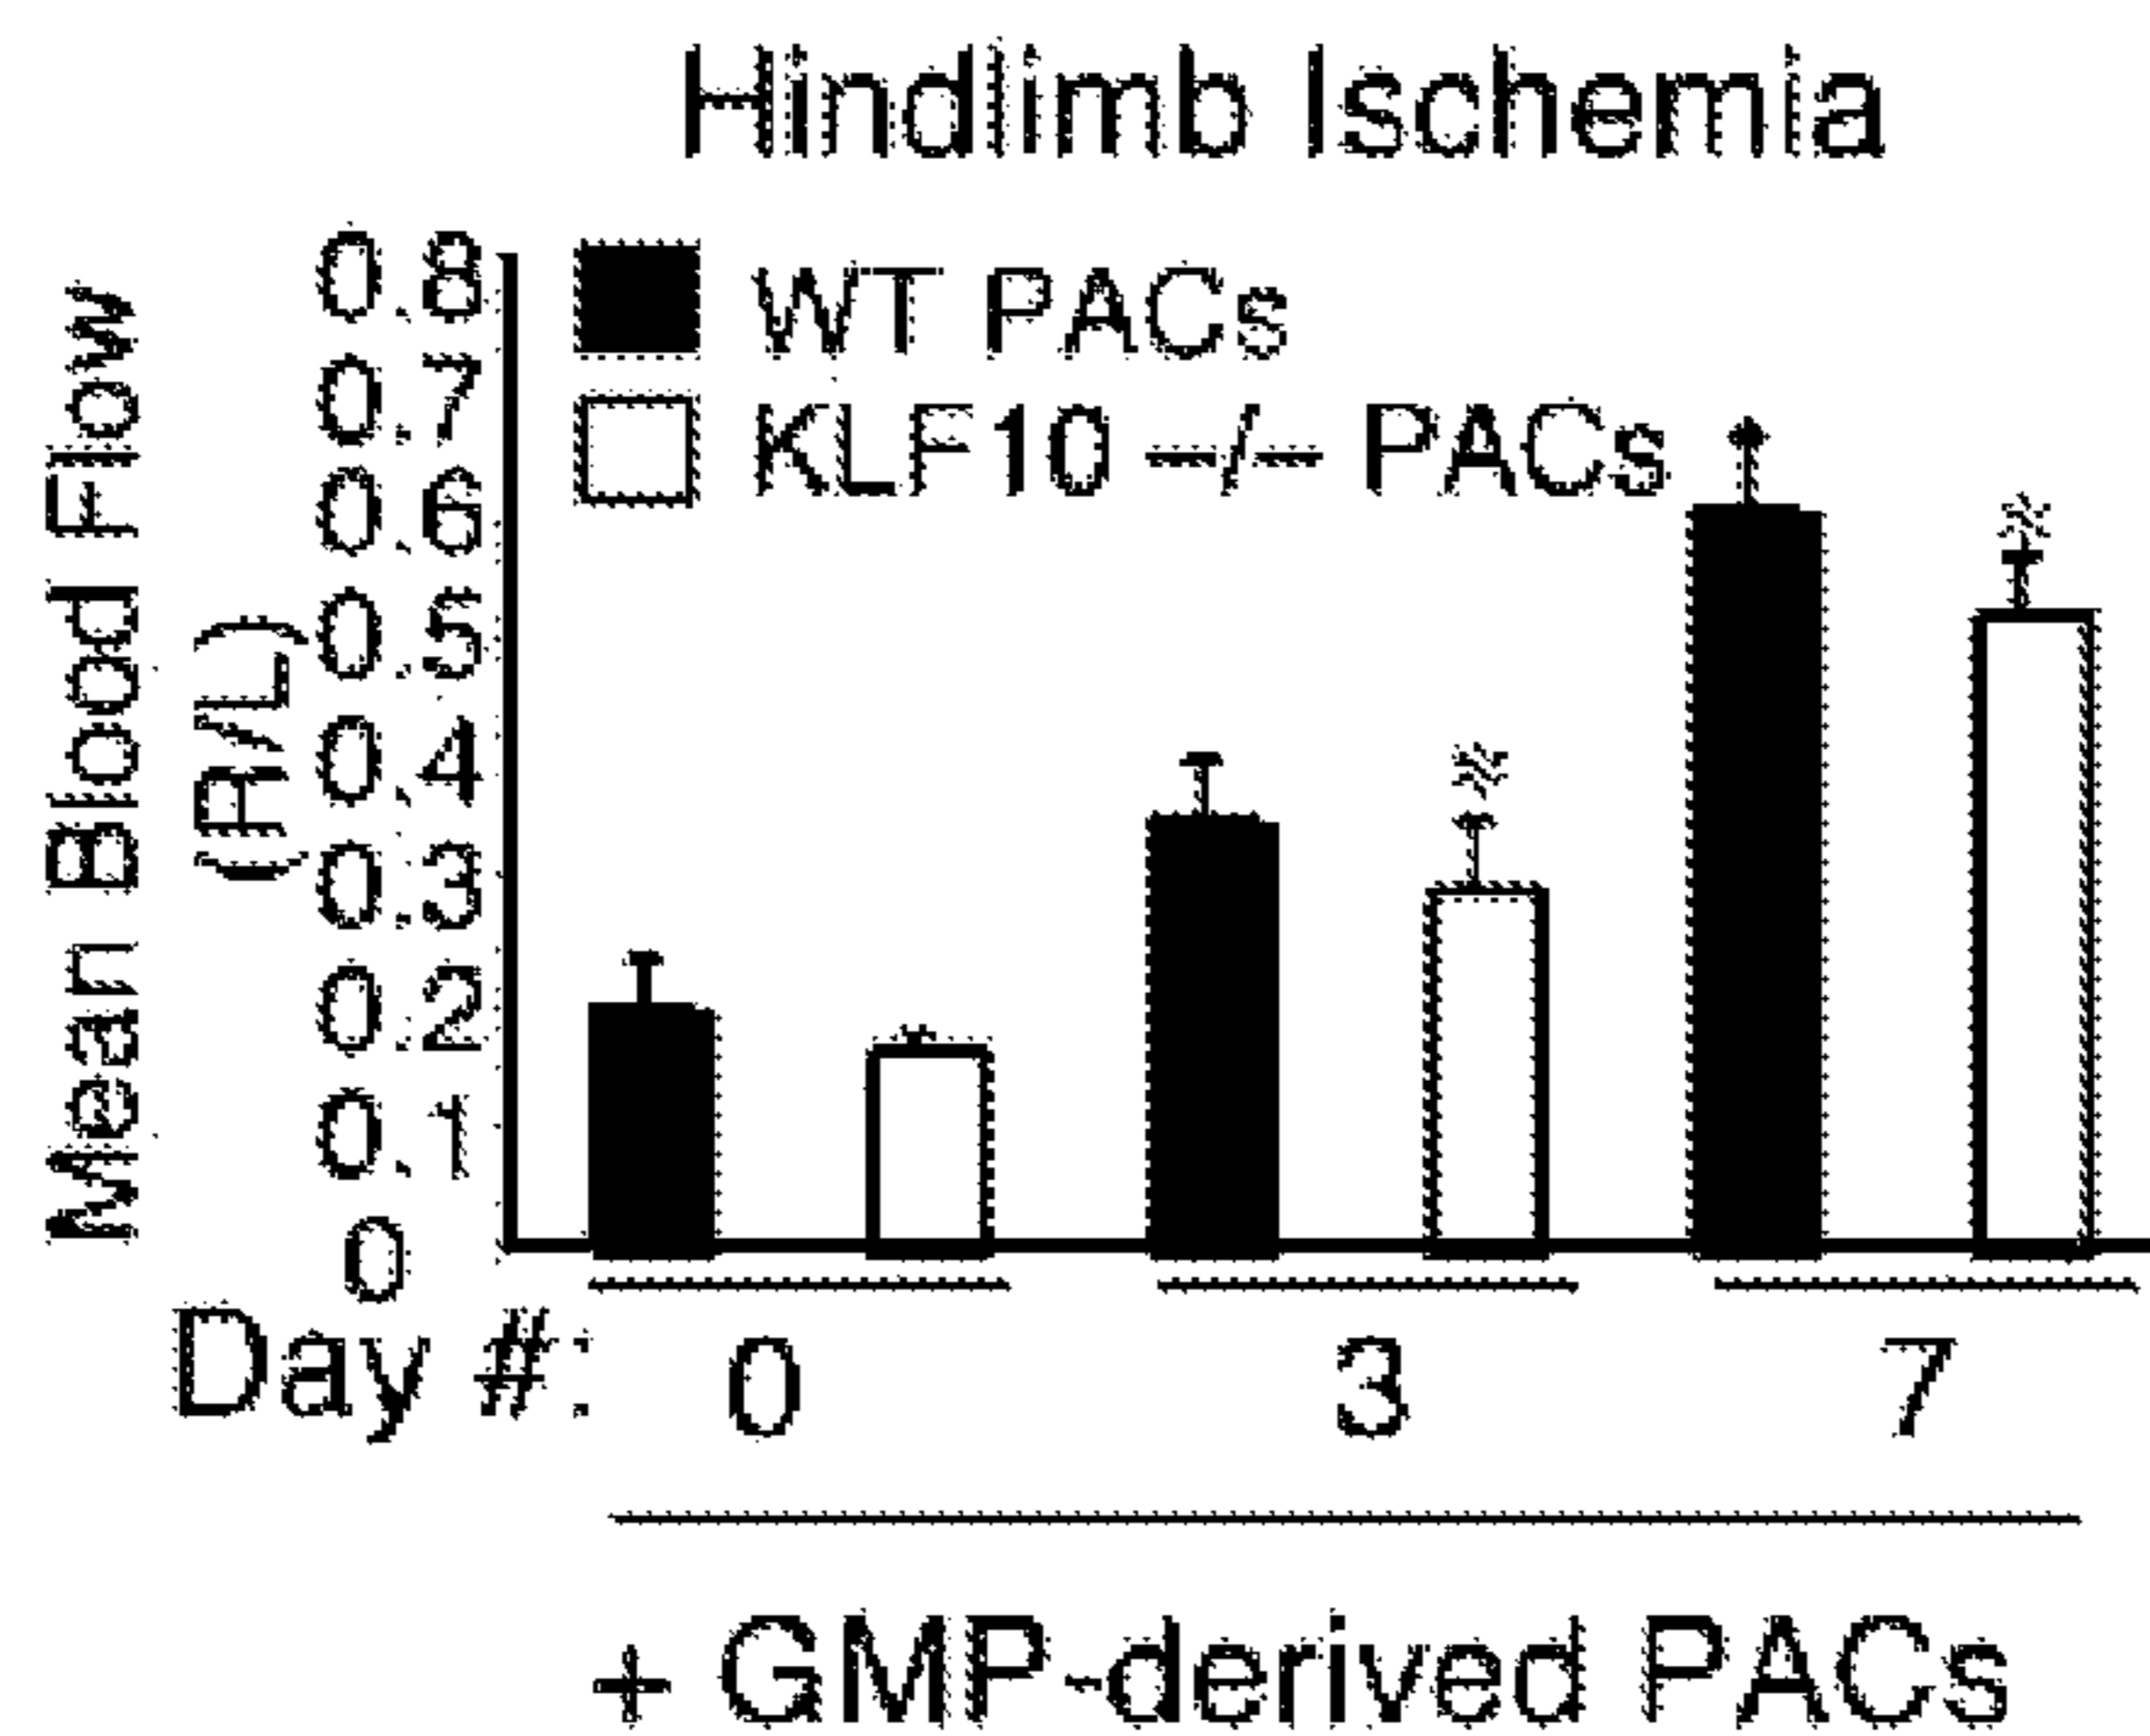 Hindlimb Ischemia
Mean Blood Flow
(R/L)
0.8
0.7
0.6
0.5
0.4
0.3
0.2
0.1
0
WT PACs
KLF10 –/– PACs
*
*
Day #: 0 3 7
+ GMP-derived PACs